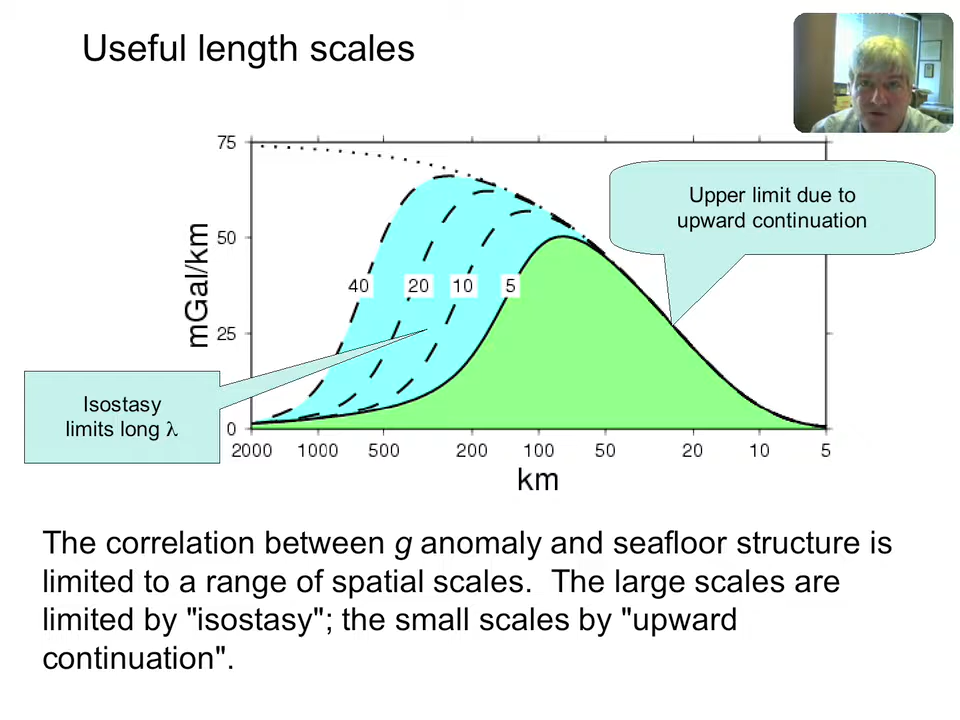 Useful length scales
Upper limit due to
upward continuation
75
50
25
0
mGal/km
40 20 10 5
Isostasy
limits long λ
2000 1000 500 200 100 50 20 10 5
km
The correlation between g anomaly and seafloor structure is
limited to a range of spatial scales.  The large scales are
limited by "isostasy"; the small scales by "upward
continuation".